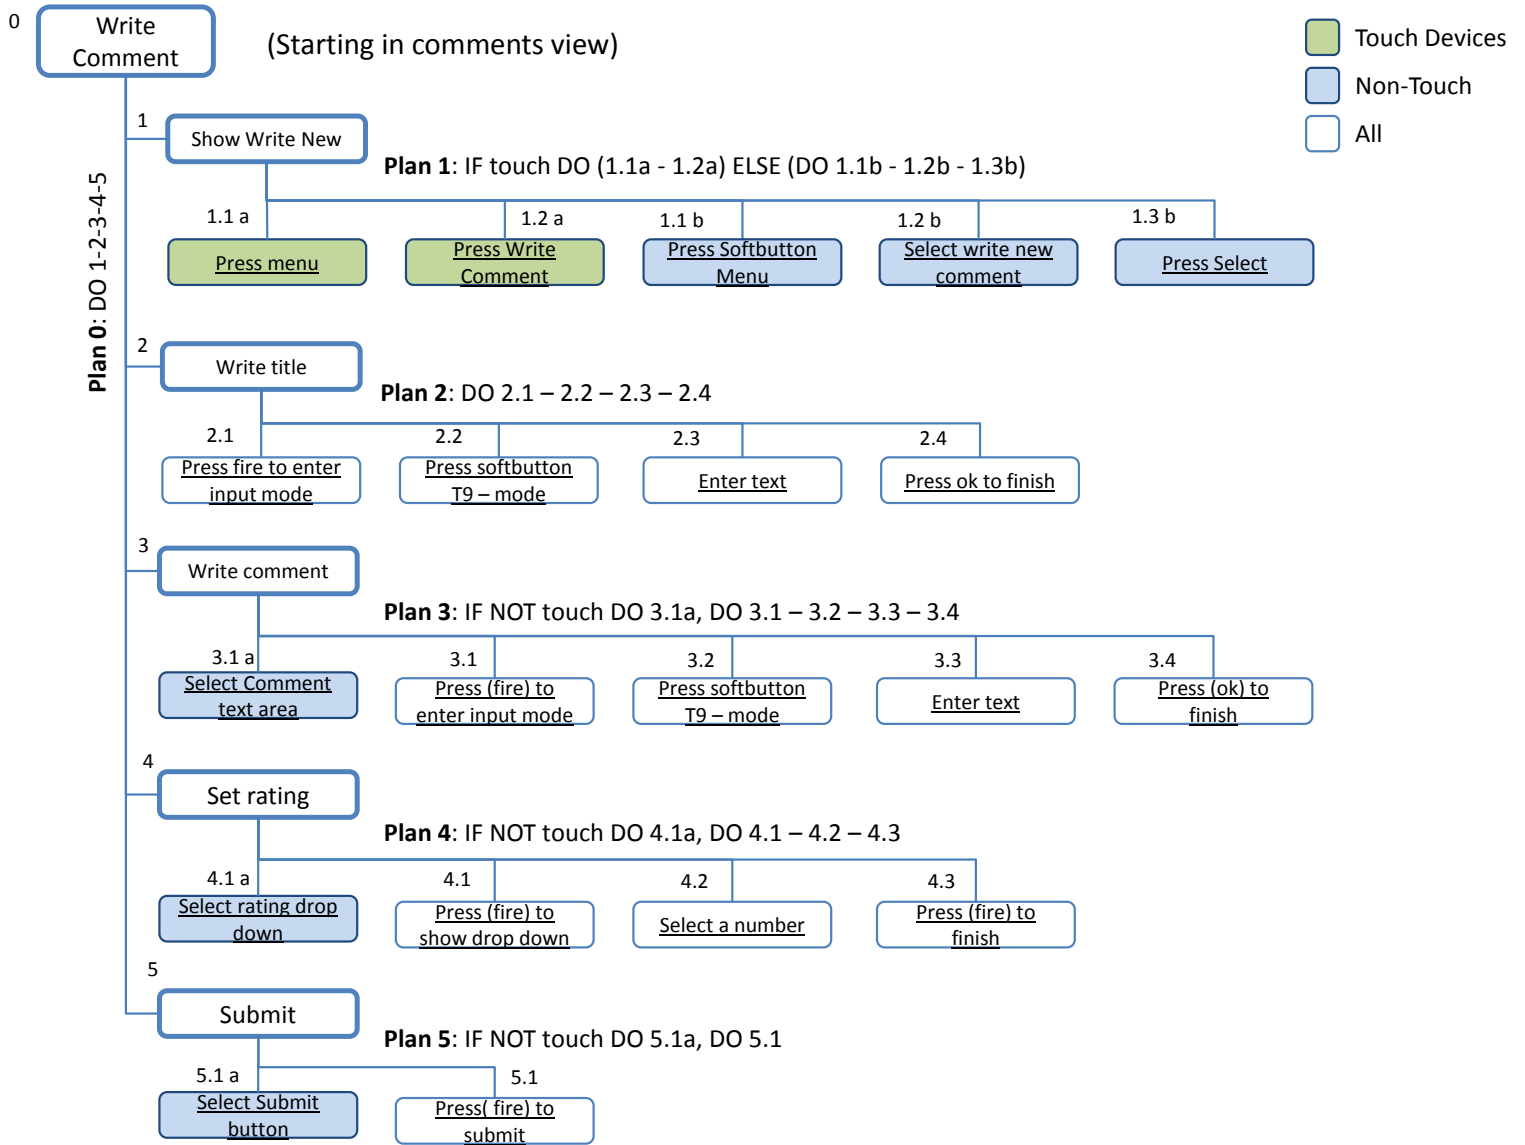 0
Write
Comment
(Starting in comments view)
Touch Devices
Non-Touch
All
Plan 0: DO 1-2-3-4-5
1
Show Write New
Plan 1: IF touch DO (1.1a - 1.2a) ELSE (DO 1.1b - 1.2b - 1.3b)
1.1 a
Press menu
1.2 a
Press Write
Comment
1.1 b
Press Softbutton
Menu
1.2 b
Select write new
comment
1.3 b
Press Select
2
Write title
Plan 2: DO 2.1 – 2.2 – 2.3 – 2.4
2.1
Press fire to enter
input mode
2.2
Press softbutton
T9 – mode
2.3
Enter text
2.4
Press ok to finish
3
Write comment
Plan 3: IF NOT touch DO 3.1a, DO 3.1 – 3.2 – 3.3 – 3.4
3.1 a
Select Comment
text area
3.1
Press (fire) to
enter input mode
3.2
Press softbutton
T9 – mode
3.3
Enter text
3.4
Press (ok) to
finish
4
Set rating
Plan 4: IF NOT touch DO 4.1a, DO 4.1 – 4.2 – 4.3
4.1 a
Select rating drop
down
4.1
Press (fire) to
show drop down
4.2
Select a number
4.3
Press (fire) to
finish
5
Submit
Plan 5: IF NOT touch DO 5.1a, DO 5.1
5.1 a
Select Submit
button
5.1
Press( fire) to
submit